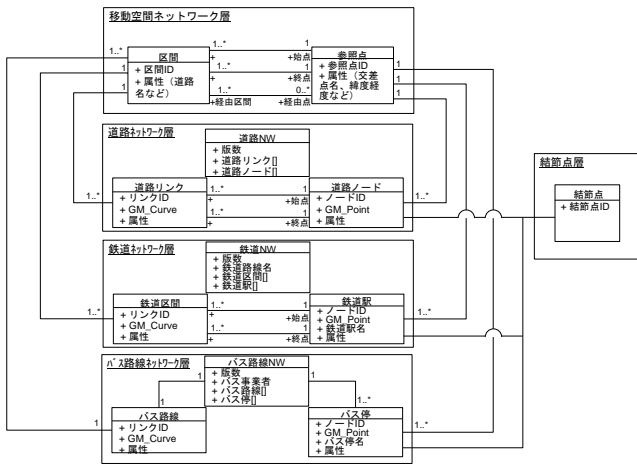 移動空間ネットワーク層
区間
+ 区間ID
+ 属性（道路
名など）
1..* 1
+ +始点
1..* 1
+ +終点
1..* 0..*
+経由区間 +経由点
参照点
+ 参照点ID
+ 属性（交差
点名、緯度経
度など）
1..*
1
1
1
1
1
道路ネットワーク層
道路NW
+ 版数
+ 道路リンク[]
+ 道路ノード[]
道路リンク
+ リンクID
+ GM_Curve
+ 属性
1..* 1
+ +始点
1..* 1
+ +終点
道路ノード
+ ノードID
+ GM_Point
+ 属性
1..*
1..*
結節点層
結節点
+ 結節点ID
鉄道ネットワーク層
鉄道NW
+ 版数
+ 鉄道路線名
+ 鉄道区間[]
+ 鉄道駅[]
鉄道区間
+ リンクID
+ GM_Curve
+ 属性
1..* 1
+ +始点
1..* 1
+ +終点
鉄道駅
+ ノードID
+ GM_Point
+ 鉄道駅名
+ 属性
1..*
1..*
バス路線ネットワーク層
バス路線NW
+ 版数
+ バス事業者
+ バス路線[]
+ バス停[]
1 1
1 1..*
バス路線
+ リンクID
+ GM_Curve
+ 属性
バス停
+ ノードID
+ GM_Point
+ バス停名
+ 属性
1
1..*